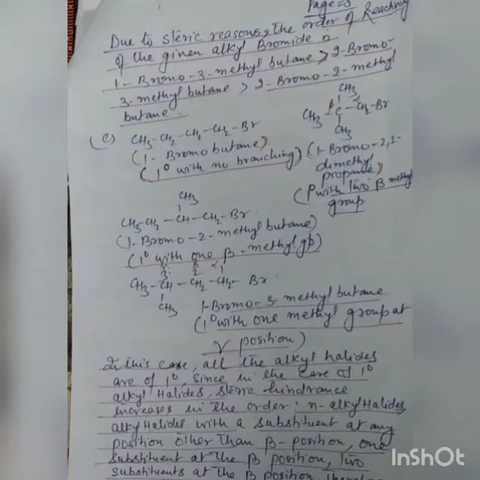 Page=3
Due to steric reasons, the order of Reactivity
of the given alkyl Bromide
1-Bromo-3-methyl butane > 2-Bromo-
3-methyl butane > 2-Bromo-2-methyl
butane.
(c) CH3-CH2-CH2-CH2-Br
(1-Bromobutane)
(1° with no branching)
CH3
CH3-C-CH2-Br
CH3
(1-Bromo-2,2-
dimethyl
propane)
(1° with two β methyl
group
CH3
CH3-CH2-CH-CH2-Br
(1-Bromo-2-methyl butane)
(1° with one β-methyl gp)
CH3-CH-CH2-CH2-Br
CH3
1-Bromo-3-methyl butane
(1° with one methyl group at
γ position)
In this case, all the alkyl halides
are of 1°, since in the case of 1°
alkyl Halides, steric hindrance
increases in the order: n-alkyl Halides,
alkyl Halides with a substituent at any
position other than β-position, one
substituent at the β position, two
substituents at the β position
InShOt